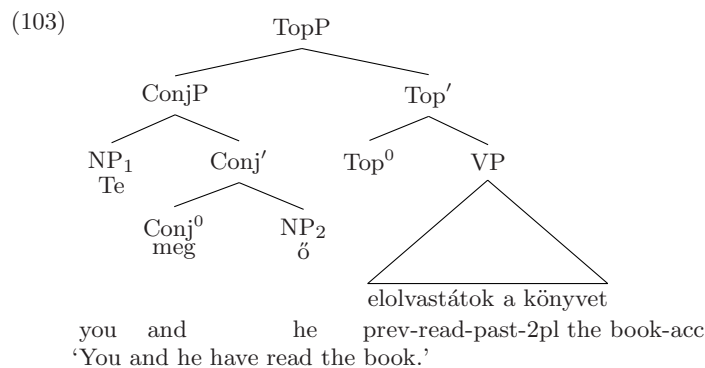 (103) TopP
ConjP Top′
NP₁ Conj′ Top⁰ VP
Te
Conj⁰ NP₂
meg ő
elolvastátok a könyvet
you and he prev-read-past-2pl the book-acc
‘You and he have read the book.’